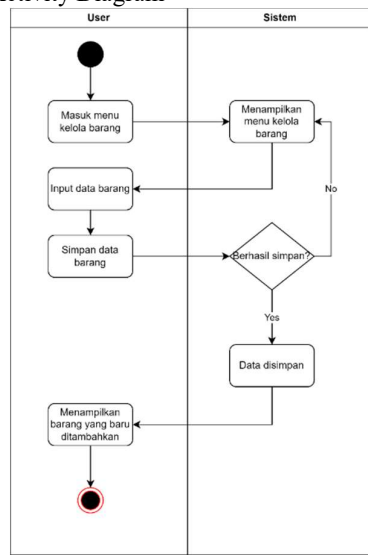 ctivity Diagram
User
Sistem
Masuk menu
kelola barang
Menampilkan
menu kelola
barang
Input data barang
No
Simpan data
barang
Berhasil simpan?
Yes
Data disimpan
Menampilkan
barang yang baru
ditambahkan